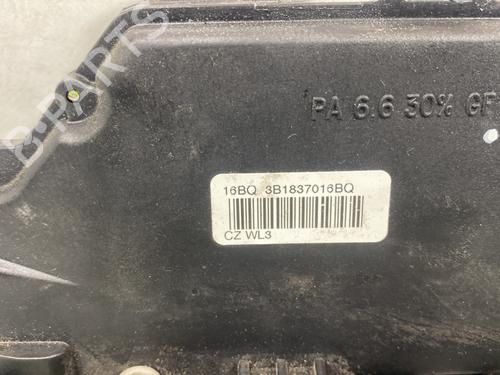 B-PARTS
PA 6.6 30% GF
16BQ 3B1837016BQ
CZ WL3